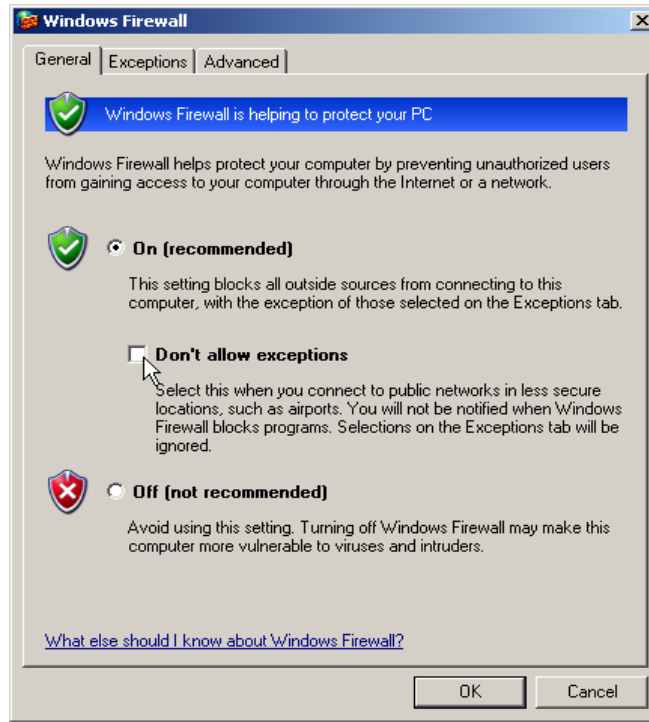 Windows Firewall
General
Exceptions
Advanced
Windows Firewall is helping to protect your PC
Windows Firewall helps protect your computer by preventing unauthorized users
from gaining access to your computer through the Internet or a network.
On (recommended)
This setting blocks all outside sources from connecting to this
computer, with the exception of those selected on the Exceptions tab.
Don't allow exceptions
Select this when you connect to public networks in less secure
locations, such as airports. You will not be notified when Windows
Firewall blocks programs. Selections on the Exceptions tab will be
ignored.
Off (not recommended)
Avoid using this setting. Turning off Windows Firewall may make this
computer more vulnerable to viruses and intruders.
What else should I know about Windows Firewall?
OK
Cancel